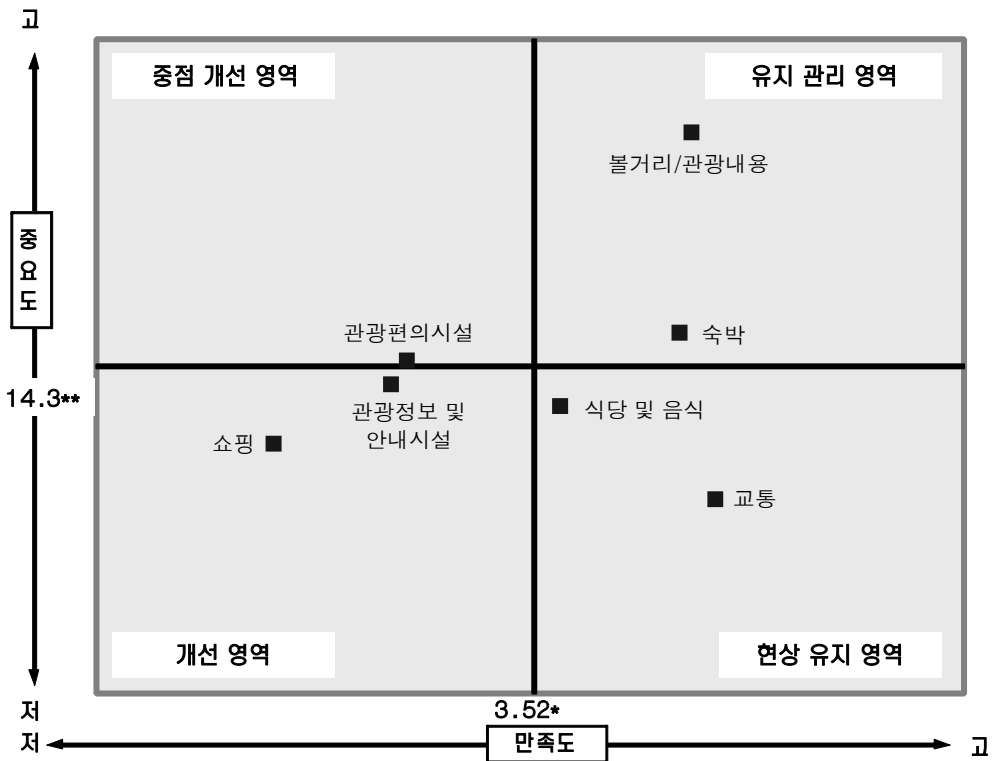 고
중점 개선 영역
유지 관리 영역
볼거리/관광내용
중요도
관광편의시설
숙박
14.3**
관광정보 및
안내시설
식당 및 음식
쇼핑
교통
개선 영역
현상 유지 영역
저
3.52*
저
만족도
고